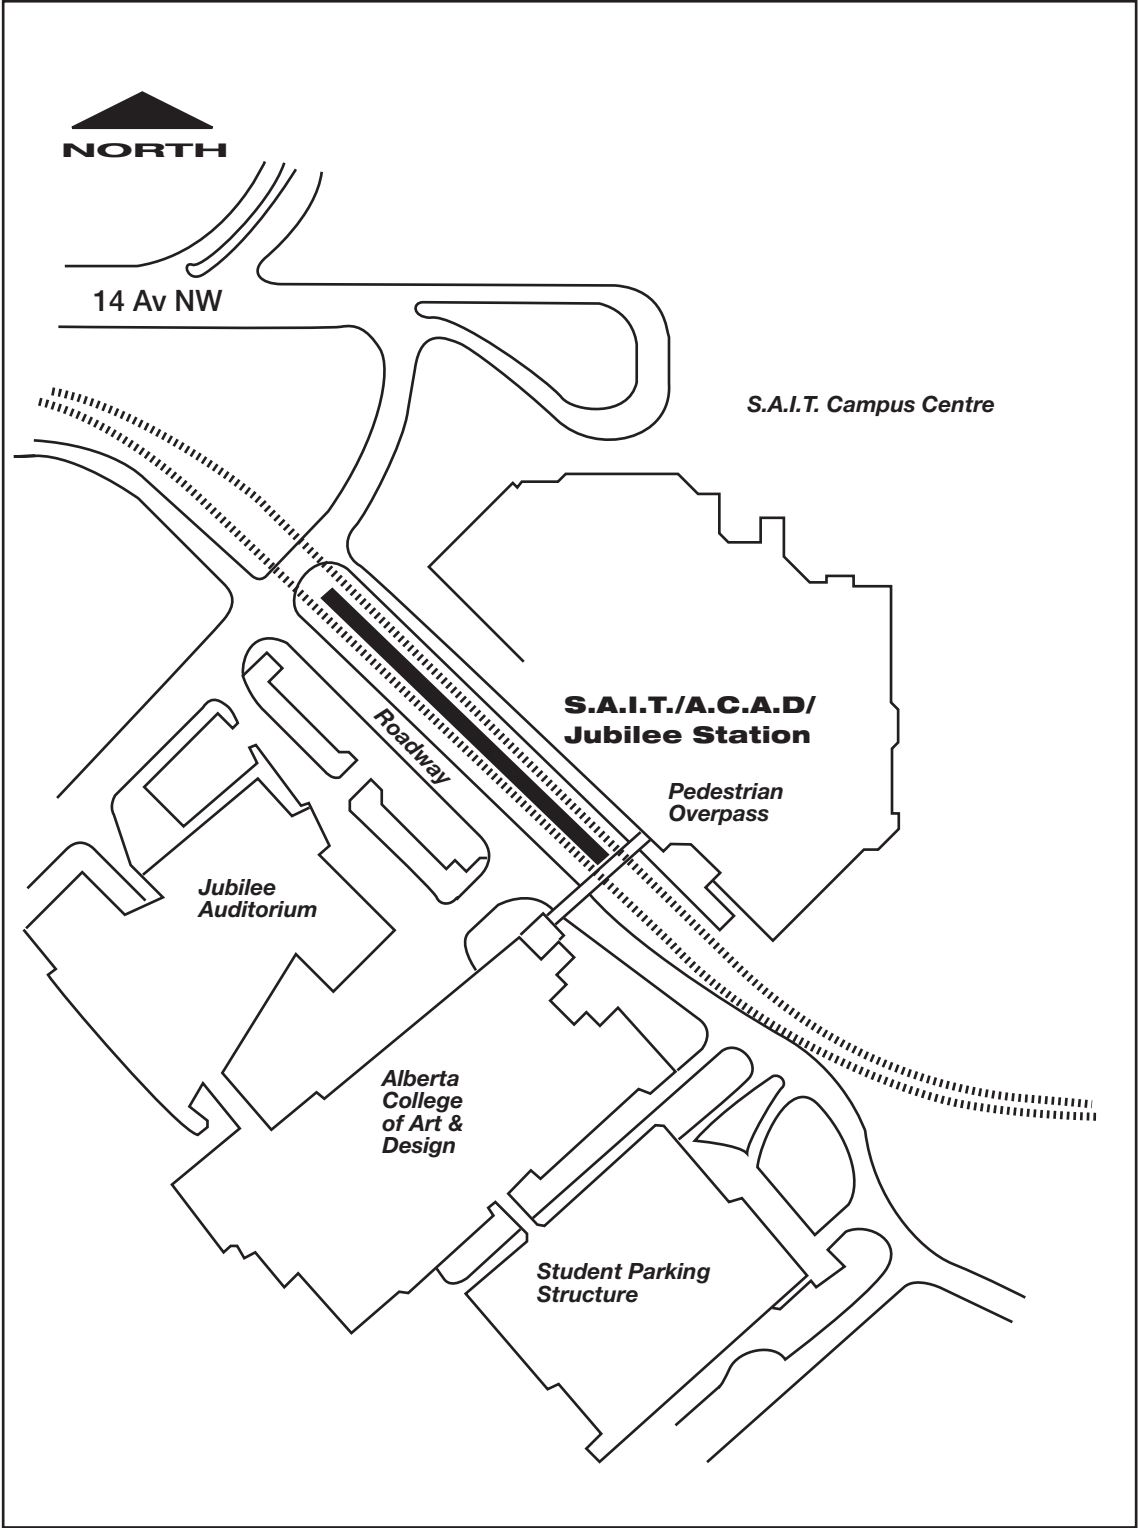 NORTH
14 Av NW
S.A.I.T. Campus Centre
S.A.I.T./A.C.A.D/
Jubilee Station
Roadway
Pedestrian
Overpass
Jubilee
Auditorium
Alberta
College
of Art &
Design
Student Parking
Structure